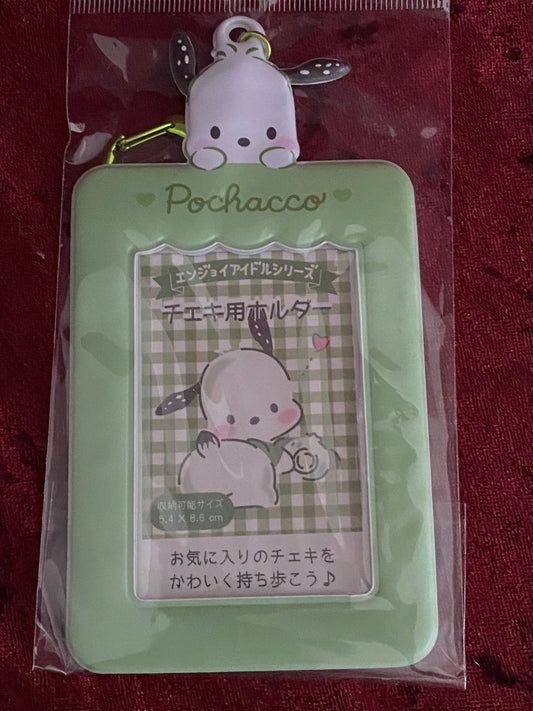 Pochacco
エンジョイアイドルシリーズ
チェキ用ホルダー
収納可能サイズ
5.4 X 8.6 cm
お気に入りのチェキを
かわいく持ち歩こう♪